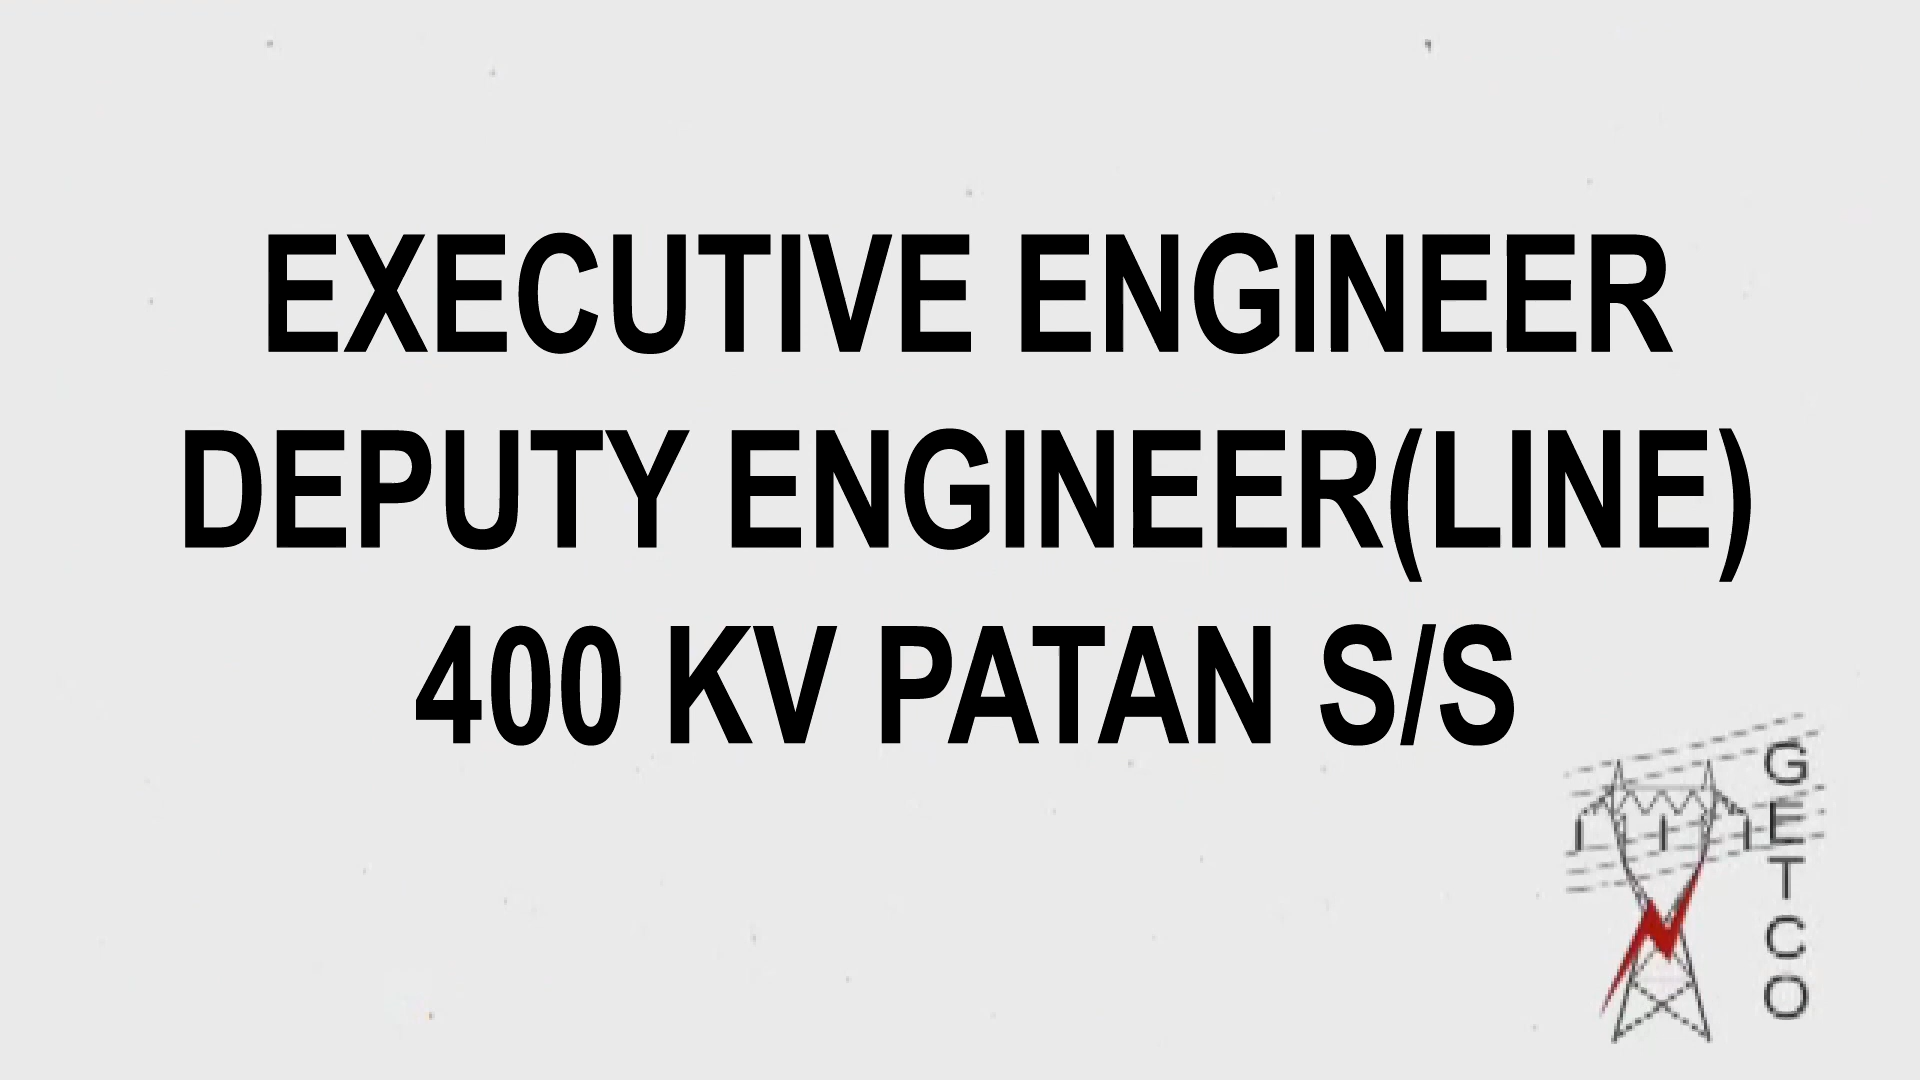 EXECUTIVE ENGINEER
DEPUTY ENGINEER(LINE)
400 KV PATAN S/S
GETCO